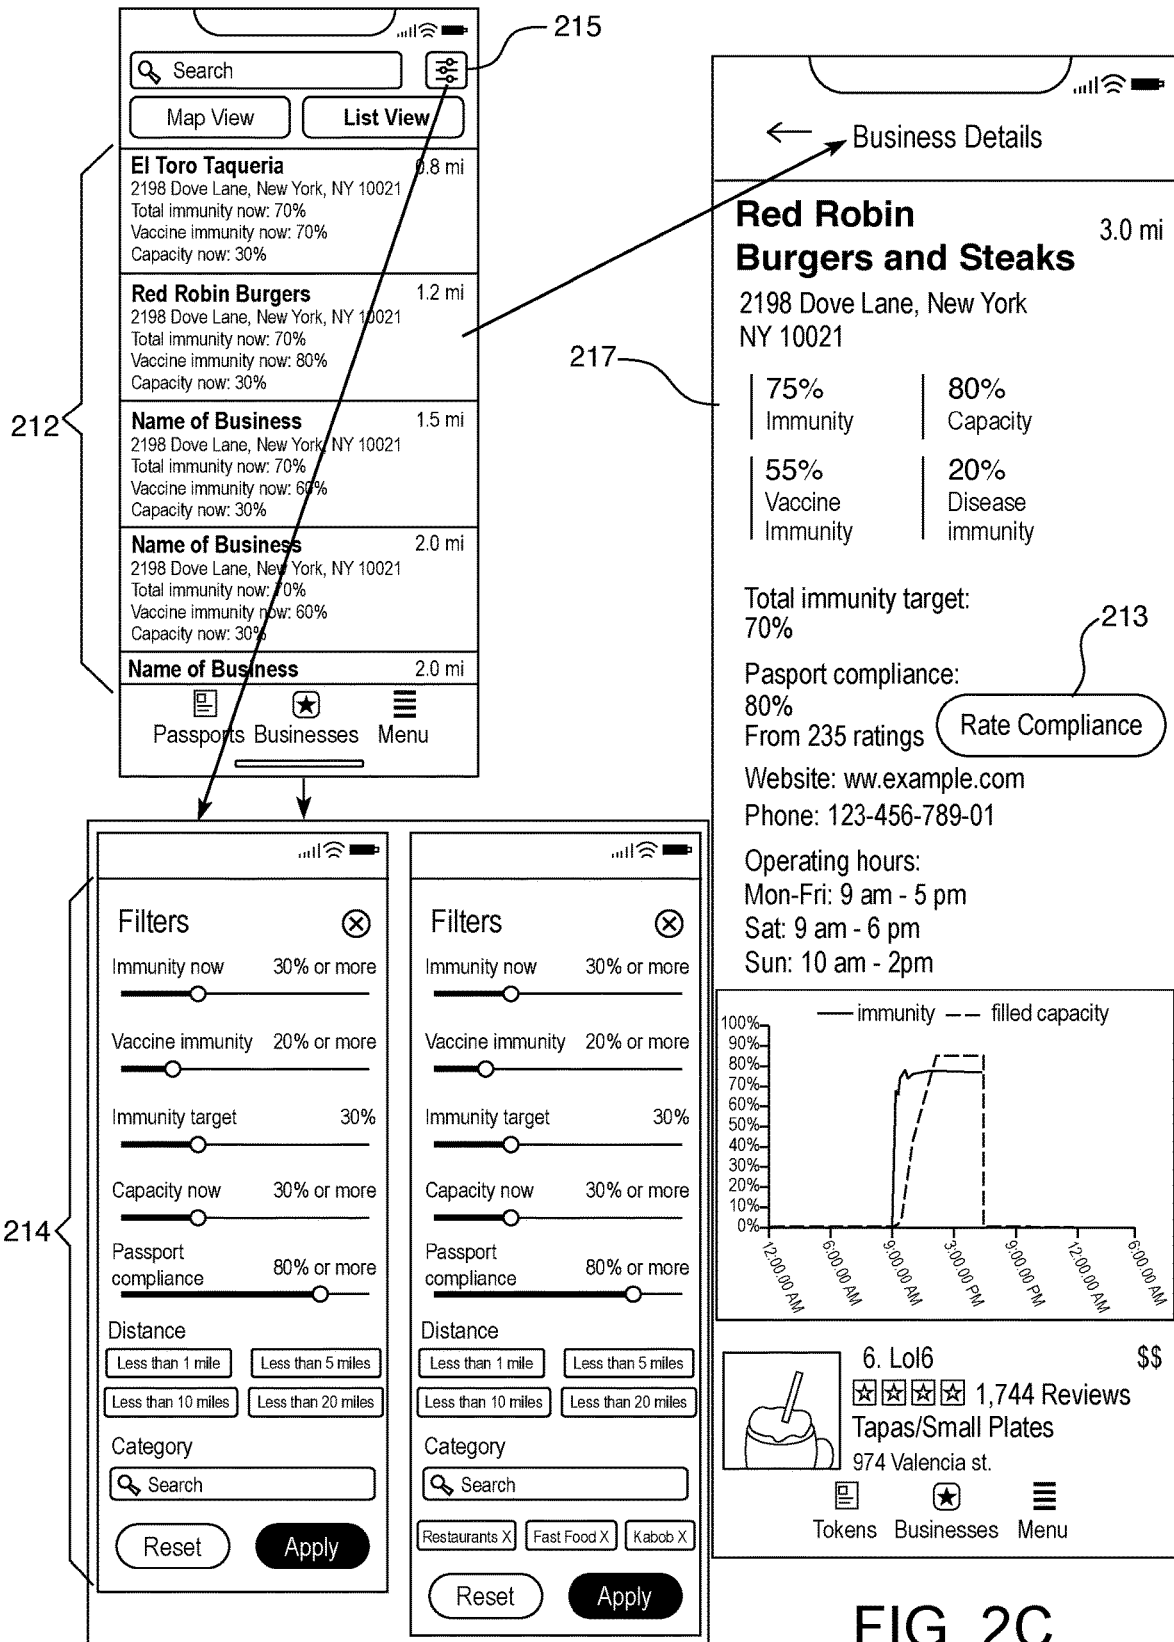 215
Search
Map View
List View
El Toro Taqueria 0.8 mi
2198 Dove Lane, New York, NY 10021
Total immunity now: 70%
Vaccine immunity now: 70%
Capacity now: 30%
Red Robin Burgers 1.2 mi
2198 Dove Lane, New York, NY 10021
Total immunity now: 70%
Vaccine immunity now: 80%
Capacity now: 30%
212
Name of Business 1.5 mi
2198 Dove Lane, New York, NY 10021
Total immunity now: 70%
Vaccine immunity now: 60%
Capacity now: 30%
Name of Business 2.0 mi
2198 Dove Lane, New York, NY 10021
Total immunity now: 70%
Vaccine immunity now: 60%
Capacity now: 30%
Name of Business 2.0 mi
Passports Businesses Menu
214
Filters
Immunity now 30% or more
Vaccine immunity 20% or more
Immunity target 30%
Capacity now 30% or more
Passport
compliance 80% or more
Distance
Less than 1 mile Less than 5 miles
Less than 10 miles Less than 20 miles
Category
Search
Reset Apply
Filters
Immunity now 30% or more
Vaccine immunity 20% or more
Immunity target 30%
Capacity now 30% or more
Passport
compliance 80% or more
Distance
Less than 1 mile Less than 5 miles
Less than 10 miles Less than 20 miles
Category
Search
Restaurants X Fast Food X Kabob X
Reset Apply
Business Details
Red Robin
Burgers and Steaks 3.0 mi
2198 Dove Lane, New York
NY 10021
217
75%
Immunity
80%
Capacity
55%
Vaccine
Immunity
20%
Disease
immunity
Total immunity target:
70%
213
Pasport compliance:
80%
From 235 ratings
Rate Compliance
Website: ww.example.com
Phone: 123-456-789-01
Operating hours:
Mon-Fri: 9 am - 5 pm
Sat: 9 am - 6 pm
Sun: 10 am - 2pm
immunity filled capacity
100%
90%
80%
70%
60%
50%
40%
30%
20%
10%
0%
12:00.00 AM
6:00.00 AM
9:00.00 AM
3:00.00 PM
9:00.00 PM
12:00.00 AM
6:00.00 AM
6. Lol6 $$
1,744 Reviews
Tapas/Small Plates
974 Valencia st.
Tokens Businesses Menu
FIG. 2C